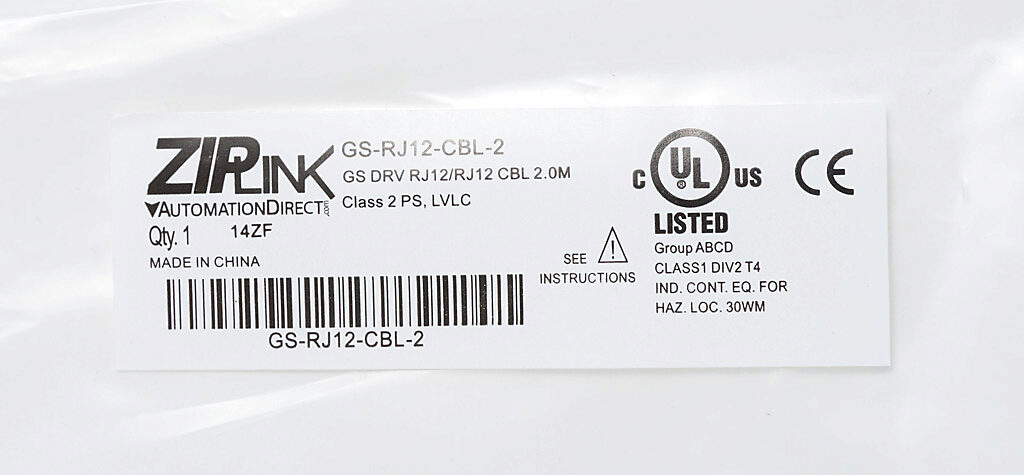 ZIPLINK
AUTOMATIONDIRECT.com
GS-RJ12-CBL-2
GS DRV RJ12/RJ12 CBL 2.0M
Class 2 PS, LVLC
Qty. 1 14ZF
MADE IN CHINA
GS-RJ12-CBL-2
SEE
INSTRUCTIONS
!
C UL US
®
LISTED
Group ABCD
CLASS1 DIV2 T4
IND. CONT. EQ. FOR
HAZ. LOC. 30WM
CE